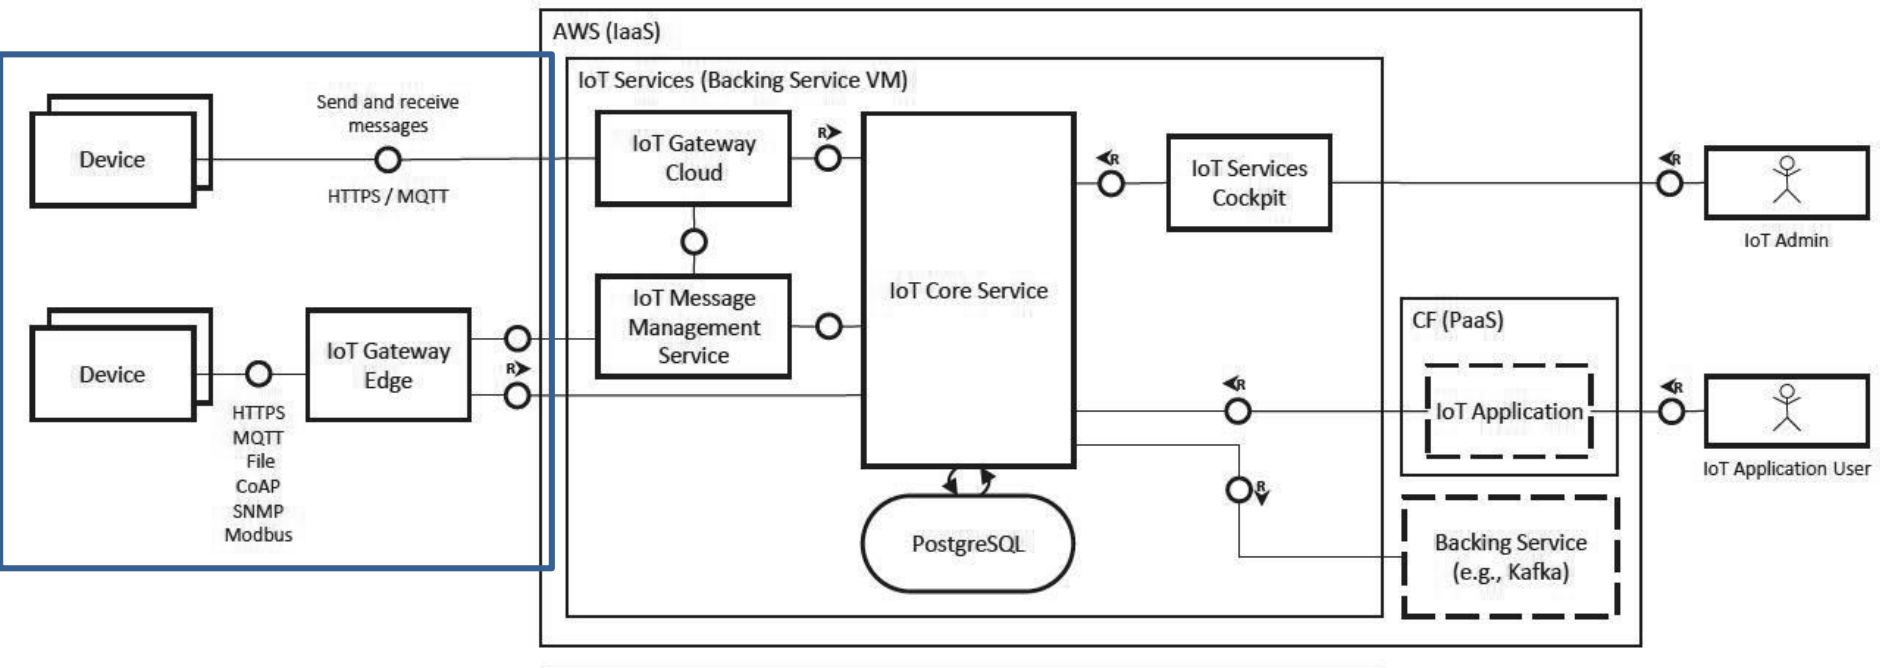 AWS (IaaS)
IoT Services (Backing Service VM)
Device
Send and receive
messages
HTTPS / MQTT
IoT Gateway
Cloud
R
IoT Core Service
R
IoT Services
Cockpit
R
IoT Admin
Device
HTTPS
MQTT
File
CoAP
SNMP
Modbus
IoT Gateway
Edge
R
IoT Message
Management
Service
PostgreSQL
R
R
CF (PaaS)
IoT Application
R
IoT Application User
Backing Service
(e.g., Kafka)